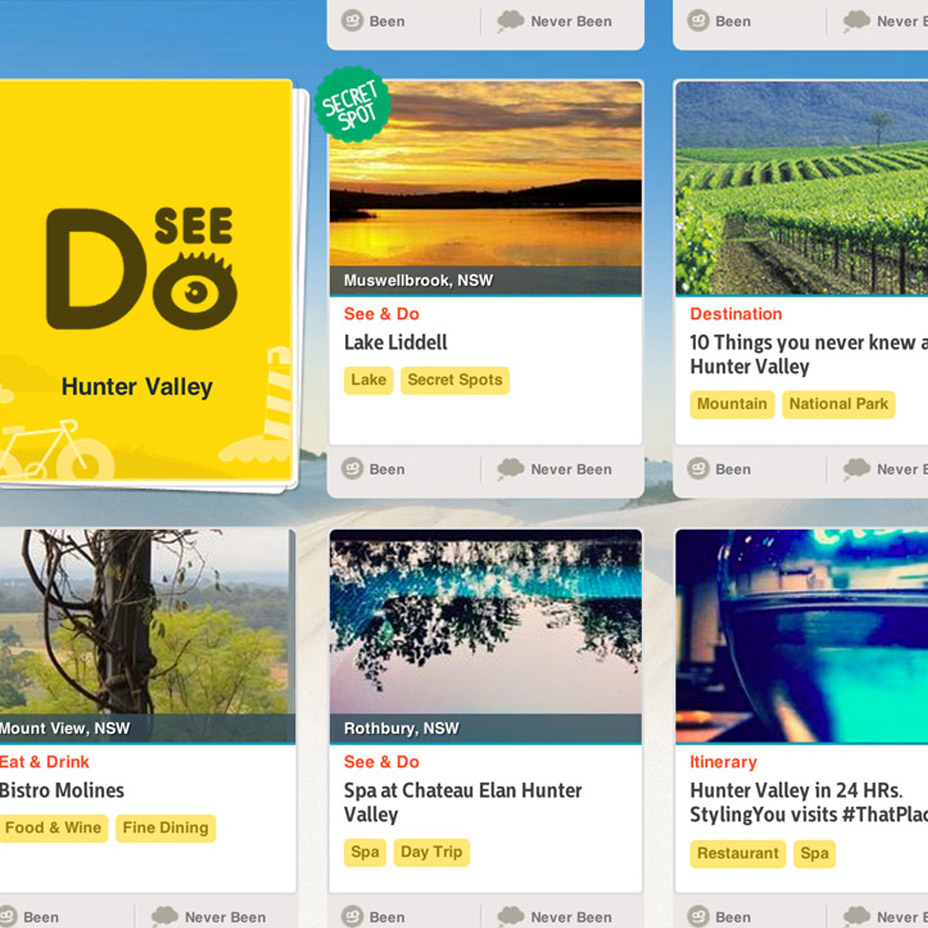 Been
Never Been
Been
Never
SECRET
SPOT
Do
SEE
Hunter Valley
Muswellbrook, NSW
See & Do
Lake Liddell
Lake
Secret Spots
Been
Never Been
Destination
10 Things you never knew
Hunter Valley
Mountain
National Park
Been
Never
Mount View, NSW
Eat & Drink
Bistro Molines
Food & Wine
Fine Dining
Been
Never Been
Rothbury, NSW
See & Do
Spa at Chateau Elan Hunter
Valley
Spa
Day Trip
Been
Never Been
Itinerary
Hunter Valley in 24 HRs.
StylingYou visits #ThatPlac
Restaurant
Spa
Been
Never